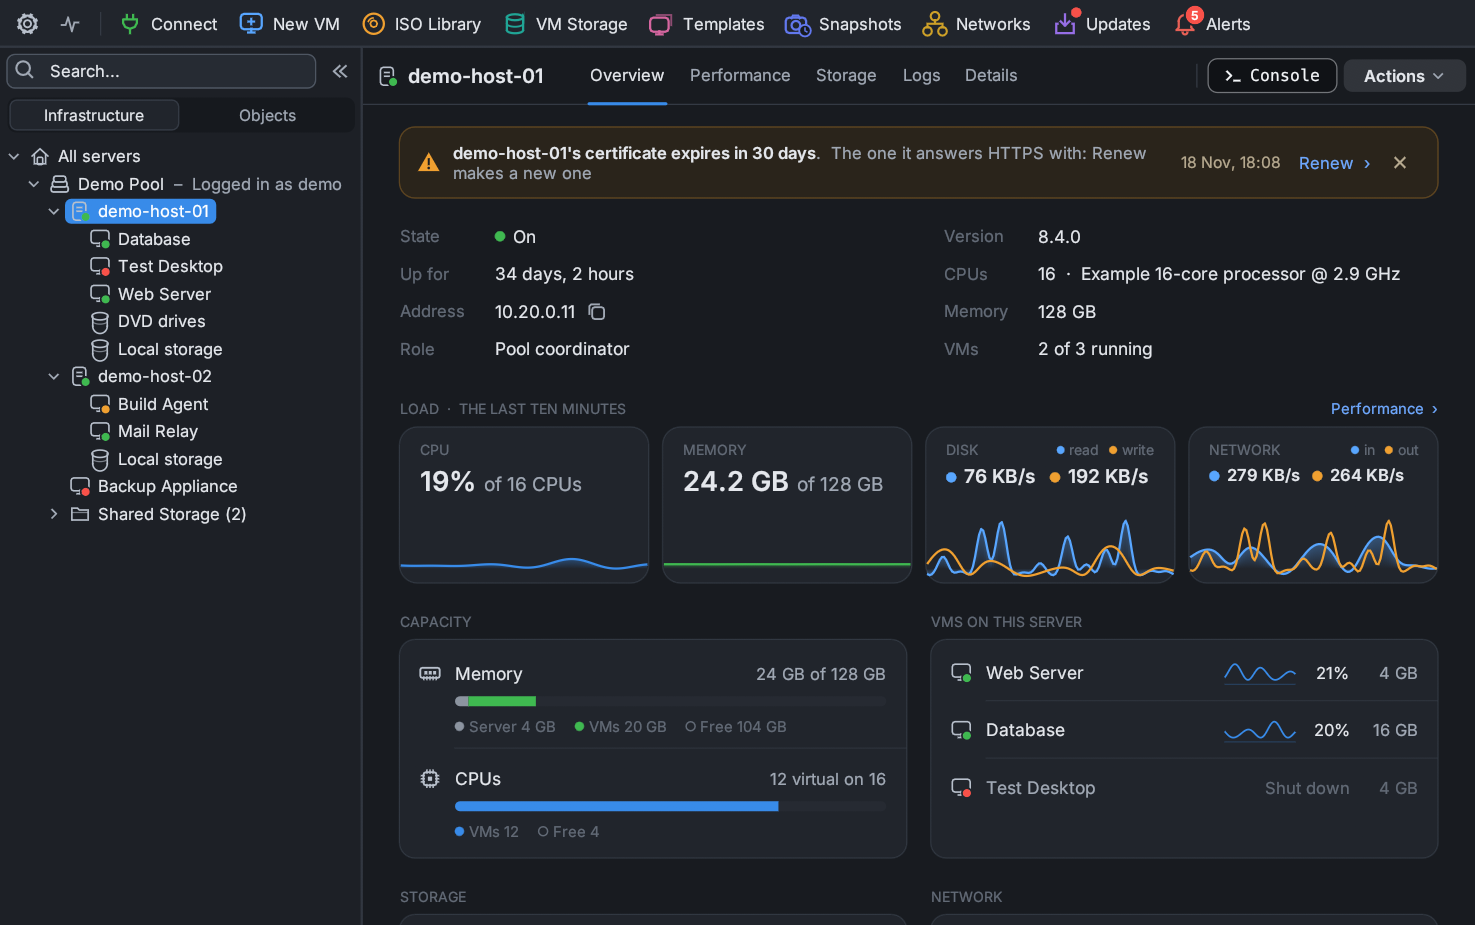 Connect New VM ISO Library VM Storage Templates Snapshots Networks Updates 5 Alerts
Search...
Infrastructure Objects
All servers
Demo Pool – Logged in as demo
demo-host-01
Database
Test Desktop
Web Server
DVD drives
Local storage
demo-host-02
Build Agent
Mail Relay
Local storage
Backup Appliance
Shared Storage (2)
demo-host-01 Overview Performance Storage Logs Details >_ Console Actions
demo-host-01's certificate expires in 30 days. The one it answers HTTPS with: Renew
makes a new one
18 Nov, 18:08 Renew ›
State On
Up for 34 days, 2 hours
Address 10.20.0.11
Role Pool coordinator
Version 8.4.0
CPUs 16 · Example 16-core processor @ 2.9 GHz
Memory 128 GB
VMs 2 of 3 running
LOAD · THE LAST TEN MINUTES Performance ›
CPU
19% of 16 CPUs
MEMORY
24.2 GB of 128 GB
DISK read write
76 KB/s 192 KB/s
NETWORK in out
279 KB/s 264 KB/s
CAPACITY
Memory 24 GB of 128 GB
Server 4 GB VMs 20 GB Free 104 GB
CPUs 12 virtual on 16
VMs 12 Free 4
VMS ON THIS SERVER
Web Server 21% 4 GB
Database 20% 16 GB
Test Desktop Shut down 4 GB
STORAGE
NETWORK